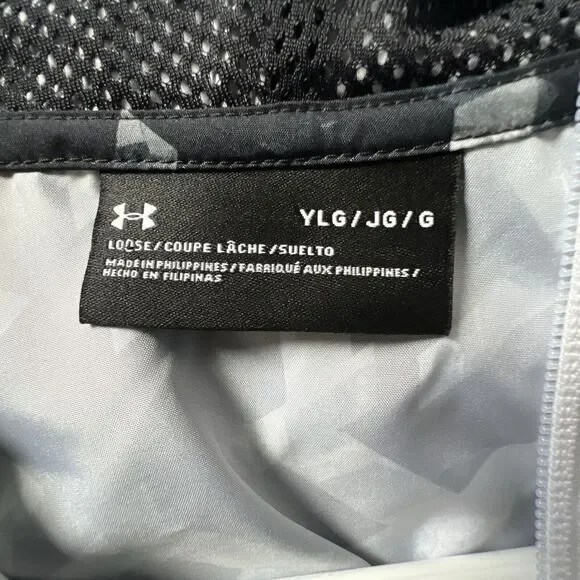 YLG/JG/G
LOOSE/COUPE LÂCHE/SUELTO
MADE IN PHILIPPINES/FABRIQUÉ AUX PHILIPPINES/
HECHO EN FILIPINAS